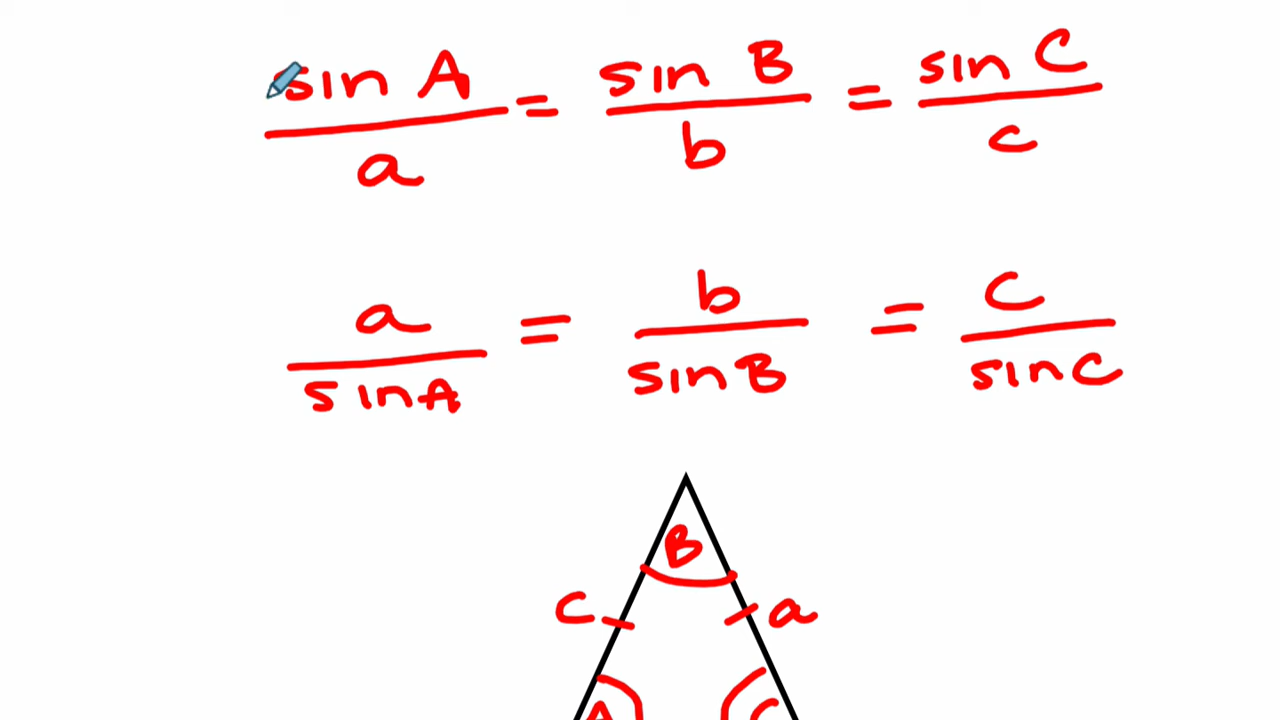 sin A / a = sin B / b = sin C / c
a / sin A = b / sin B = c / sin C
B
c a
A C